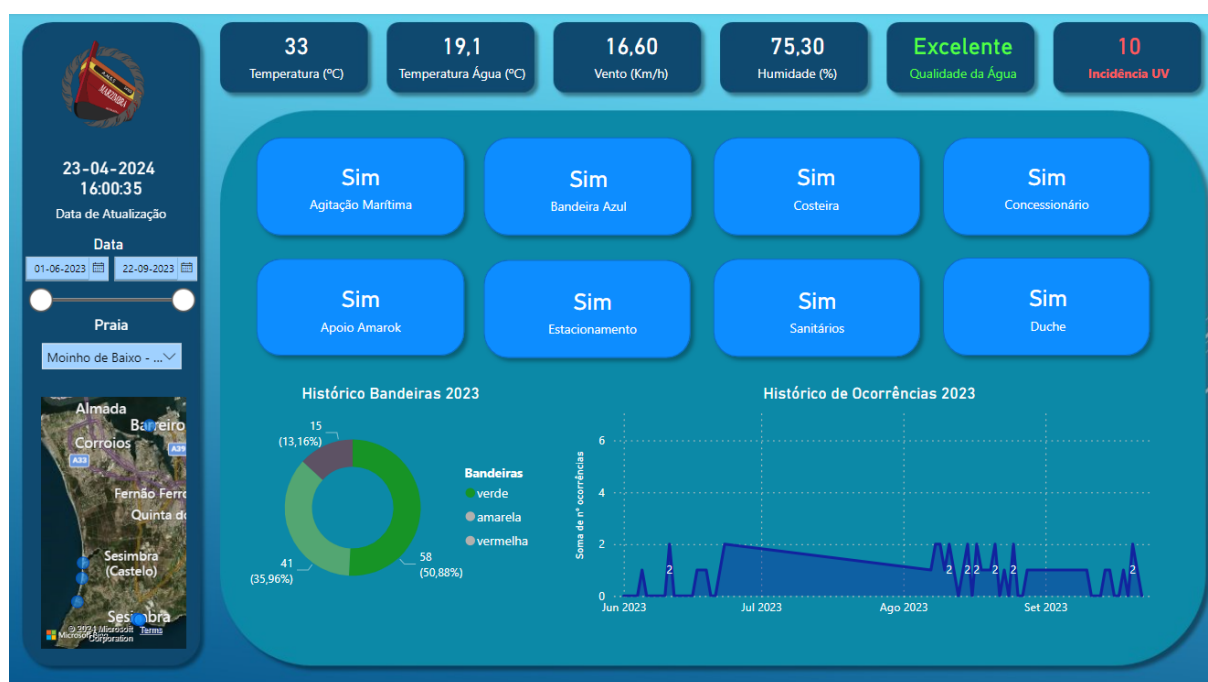 MARIMBRA
23-04-2024
16:00:35
Data de Atualização
Data
01-06-2023
22-09-2023
Praia
Moinho de Baixo - ...
Almada
Barreiro
Corroios
A33
A39
Fernão Ferro
Quinta do
Sesimbra
(Castelo)
Sesimbra
© 2024 Microsoft
Corporation
Terms
Microsoft Bing
33
Temperatura (ºC)
19,1
Temperatura Água (ºC)
16,60
Vento (Km/h)
75,30
Humidade (%)
Excelente
Qualidade da Água
10
Incidência UV
Sim
Agitação Marítima
Sim
Bandeira Azul
Sim
Costeira
Sim
Concessionário
Sim
Apoio Amarok
Sim
Estacionamento
Sim
Sanitários
Sim
Duche
Histórico Bandeiras 2023
15
(13,16%)
41
(35,96%)
58
(50,88%)
Bandeiras
verde
amarela
vermelha
Histórico de Ocorrências 2023
Soma de nº ocorrências
6
4
2
0
2
2
2 2
2
2
2
Jun 2023
Jul 2023
Ago 2023
Set 2023